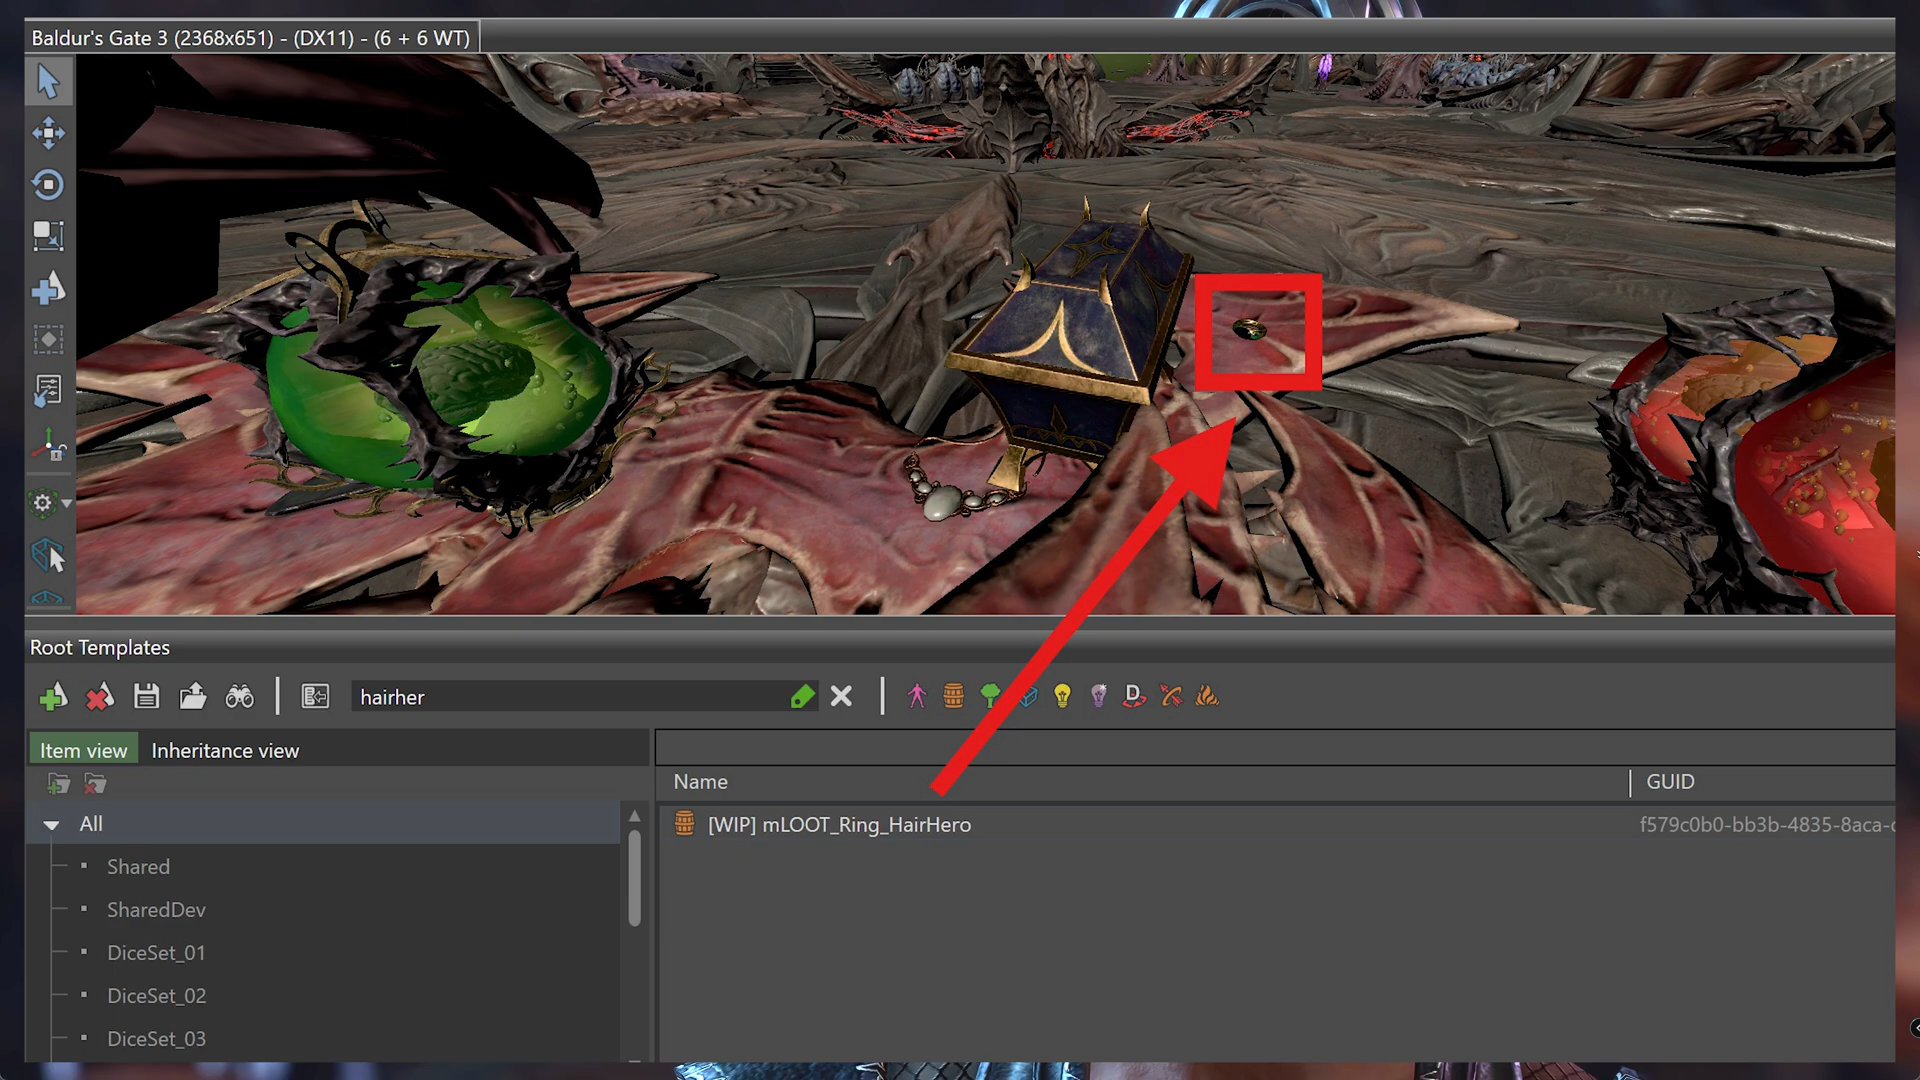 Baldur's Gate 3 (2368x651) - (DX11) - (6 + 6 WT)
Root Templates
hairher
Item view Inheritance view
Name GUID
All
[WIP] mLOOT_Ring_HairHero f579c0b0-bb3b-4835-8aca-
Shared
SharedDev
DiceSet_01
DiceSet_02
DiceSet_03